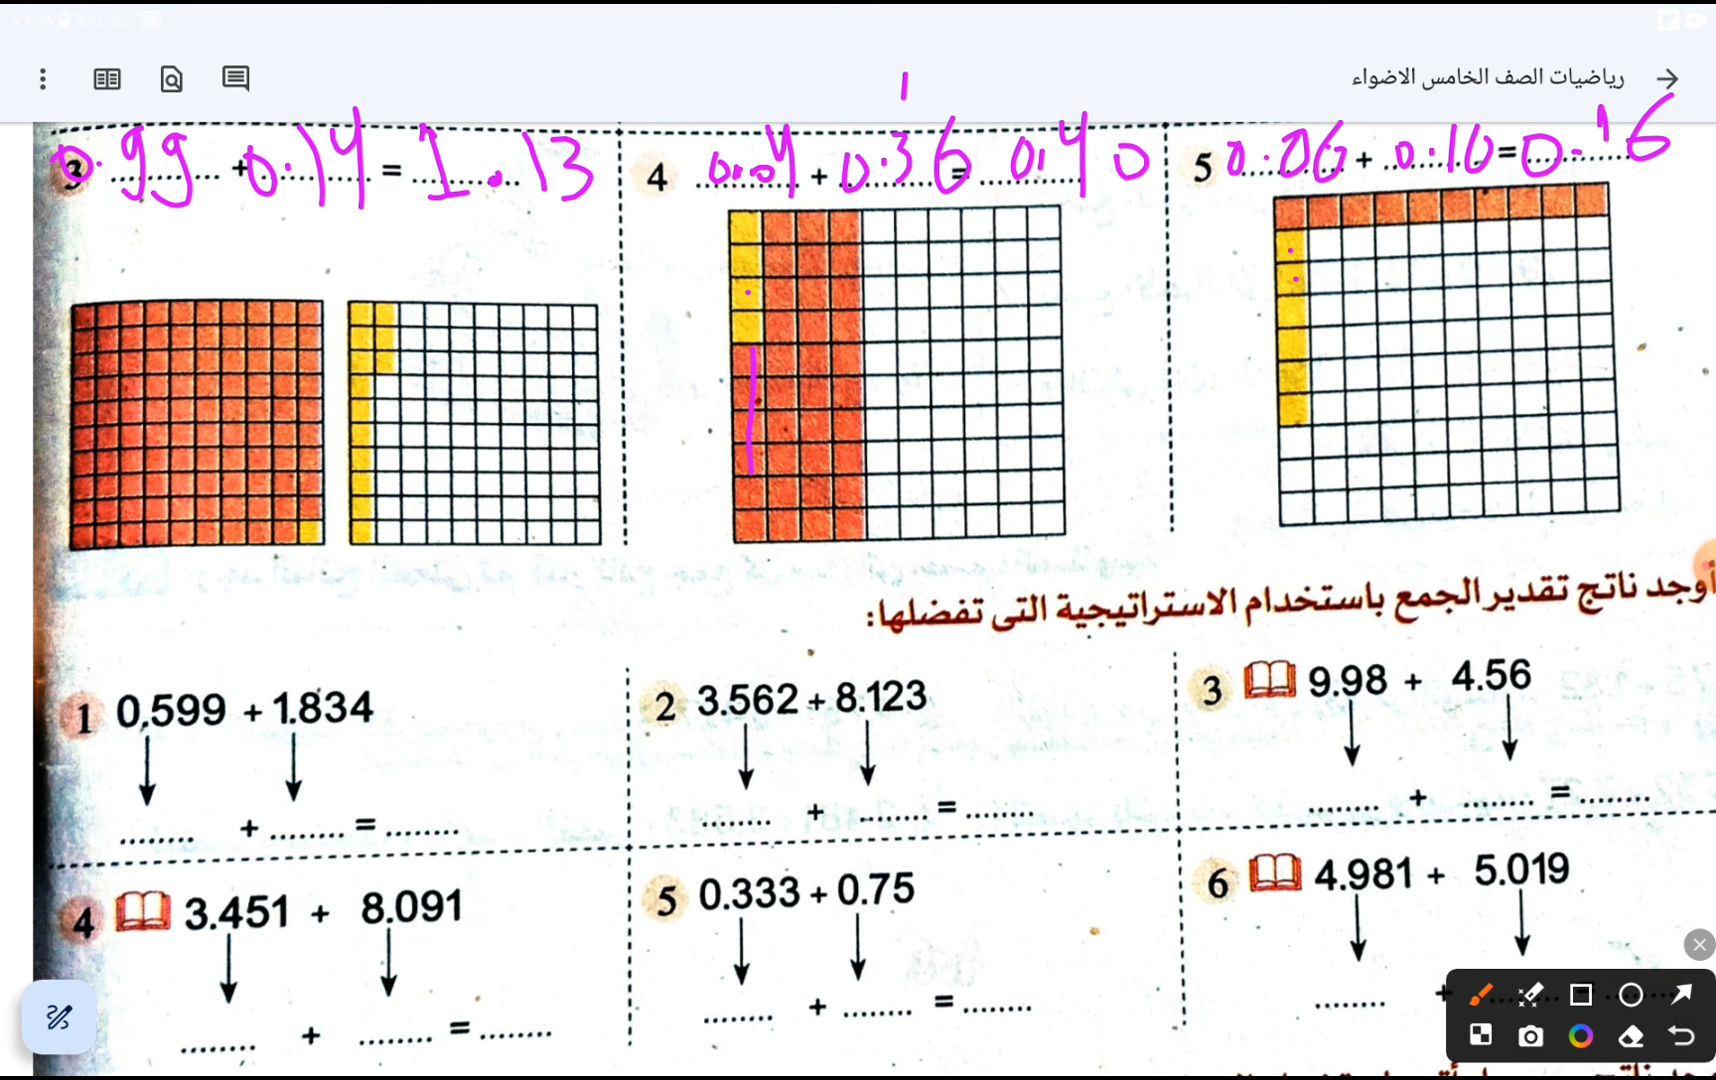 رياضيات الصف الخامس الاضواء
3 0.99 + 0.14 = 1.13
4 0.04 + 0.36 = 0.40
5 0.06 + 0.10 = 0.16
أوجد ناتج تقدير الجمع باستخدام الاستراتيجية التى تفضلها:
1 0.599 + 1.834
2 3.562 + 8.123
3 9.98 + 4.56
......... + ......... = .........
......... + ......... = .........
......... + ......... = .........
4 3.451 + 8.091
5 0.333 + 0.75
6 4.981 + 5.019
......... + ......... = .........
......... + ......... = .........
......... +